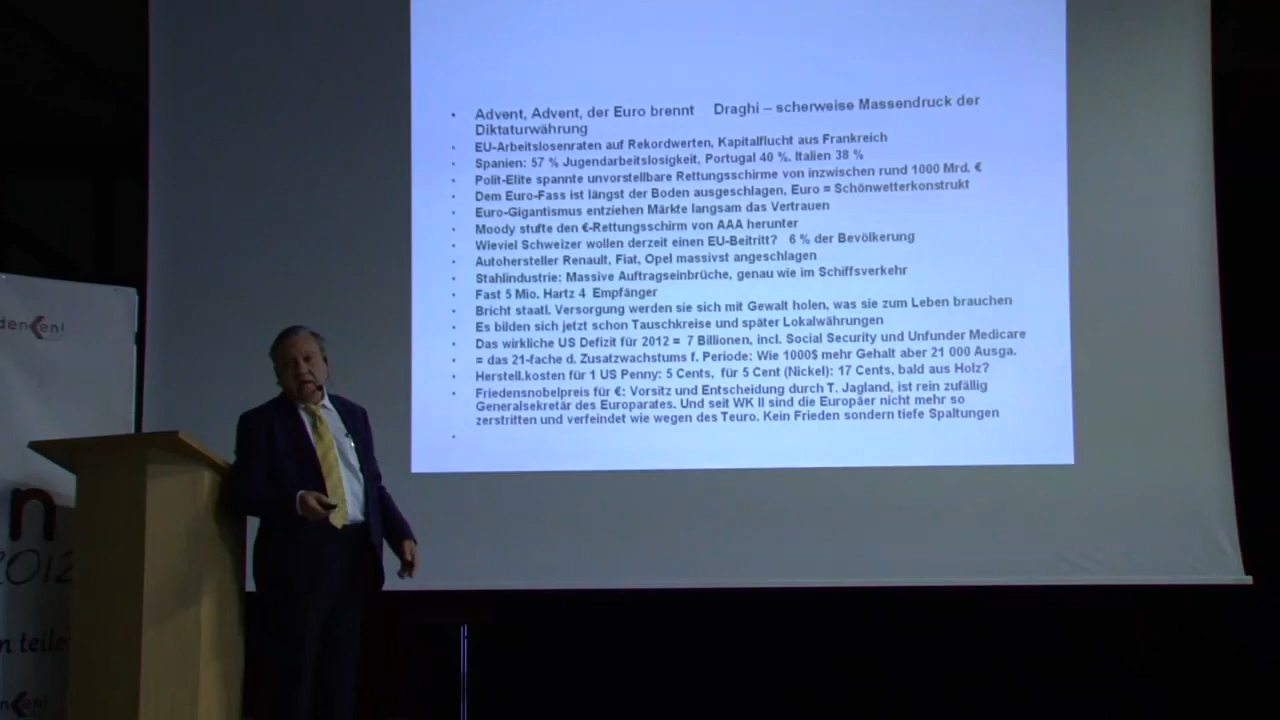 Advent, Advent, der Euro brennt Draghi – scherweise Massendruck der
Diktaturwährung
EU-Arbeitslosenraten auf Rekordwerten, Kapitalflucht aus Frankreich
Spanien: 57 % Jugendarbeitslosigkeit, Portugal 40 %. Italien 38 %
Polit-Elite spannte unvorstellbare Rettungsschirme von inzwischen rund 1000 Mrd. €
Dem Euro-Fass ist längst der Boden ausgeschlagen, Euro = Schönwetterkonstrukt
Euro-Gigantismus entziehen Märkte langsam das Vertrauen
Moody stufte den €-Rettungsschirm von AAA herunter
Wieviel Schweizer wollen derzeit einen EU-Beitritt? 6 % der Bevölkerung
Autohersteller Renault, Fiat, Opel massivst angeschlagen
Stahlindustrie: Massive Auftragseinbrüche, genau wie im Schiffsverkehr
Fast 5 Mio. Hartz 4 Empfänger
Bricht staatl. Versorgung werden sie sich mit Gewalt holen, was sie zum Leben brauchen
Es bilden sich jetzt schon Tauschkreise und später Lokalwährungen
Das wirkliche US Defizit für 2012 = 7 Billionen, incl. Social Security und Unfunder Medicare
= das 21-fache d. Zusatzwachstums f. Periode: Wie 1000$ mehr Gehalt aber 21 000 Ausga.
Herstell.kosten für 1 US Penny: 5 Cents, für 5 Cent (Nickel): 17 Cents, bald aus Holz?
Friedensnobelpreis für €: Vorsitz und Entscheidung durch T. Jagland, ist rein zufällig
Generalsekretär des Europarates. Und seit WK II sind die Europäer nicht mehr so
zerstritten und verfeindet wie wegen des Teuro. Kein Frieden sondern tiefe Spaltungen
den<en!
n
2012
n teile